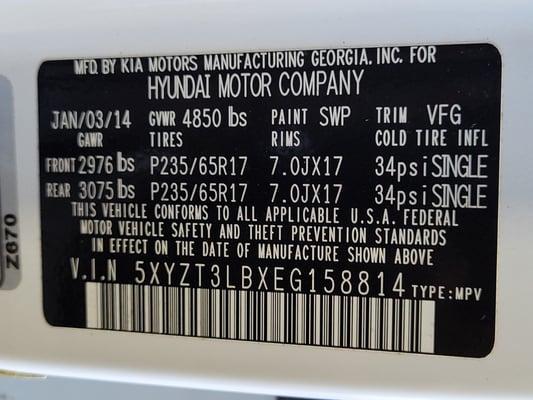 MFD. BY KIA MOTORS MANUFACTURING GEORGIA, INC. FOR
HYUNDAI MOTOR COMPANY
JAN/03/14 GVWR 4850 lbs PAINT SWP TRIM VFG
GAWR TIRES RIMS COLD TIRE INFL
FRONT 2976 lbs P235/65R17 7.0JX17 34psi SINGLE
REAR 3075 lbs P235/65R17 7.0JX17 34psi SINGLE
THIS VEHICLE CONFORMS TO ALL APPLICABLE U.S.A. FEDERAL
MOTOR VEHICLE SAFETY AND THEFT PREVENTION STANDARDS
IN EFFECT ON THE DATE OF MANUFACTURE SHOWN ABOVE
V.I.N 5XYZT3LBXEG158814 TYPE:MPV
Z670